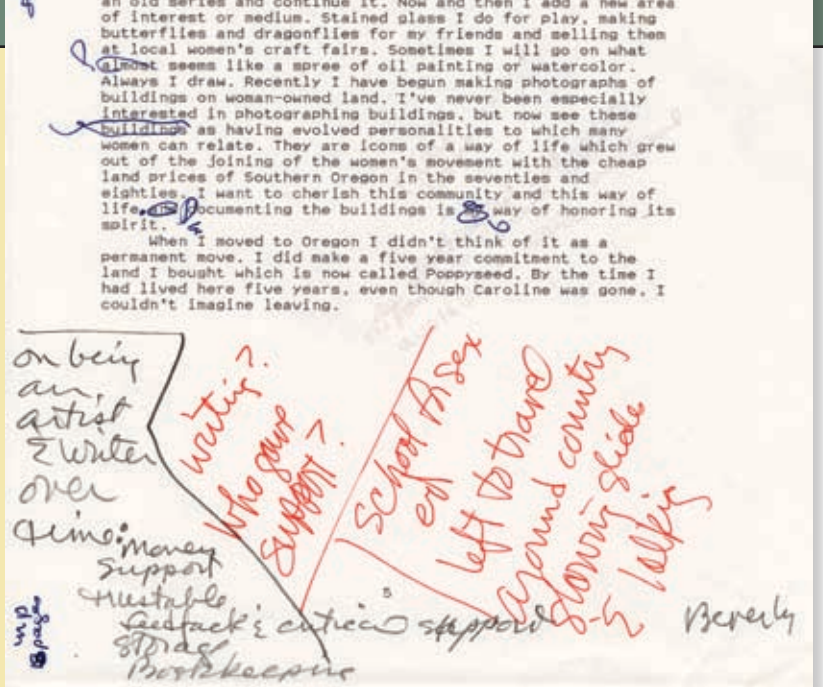 an old series and continue it. Now and then I add a new area
of interest or medium. Stained glass I do for play, making
butterflies and dragonflies for my friends and selling them
at local women's craft fairs. Sometimes I will go on what
almost seems like a spree of oil painting or watercolor.
Always I draw. Recently I have begun making photographs of
buildings on woman-owned land. I've never been especially
interested in photographing buildings, but now see these
buildings as having evolved personalities to which many
women can relate. They are icons of a way of life which grew
out of the joining of the women's movement with the cheap
land prices of Southern Oregon in the seventies and
eighties. I want to cherish this community and this way of
life. Documenting the buildings is way of honoring its
spirit.
When I moved to Oregon I didn't think of it as a
permanent move. I did make a five year commitment to the
land I bought which is now called Poppyseed. By the time I
had lived here five years, even though Caroline was gone, I
couldn't imagine leaving.
on being
an
artist
& writer
over
time:
Money
support
trustable
feedback & critical support
storage
Bookkeeping
writing?
who gave
support?
school
sex
ed
left to travel
around country
showing slide
& talking
5
Beverly
pages